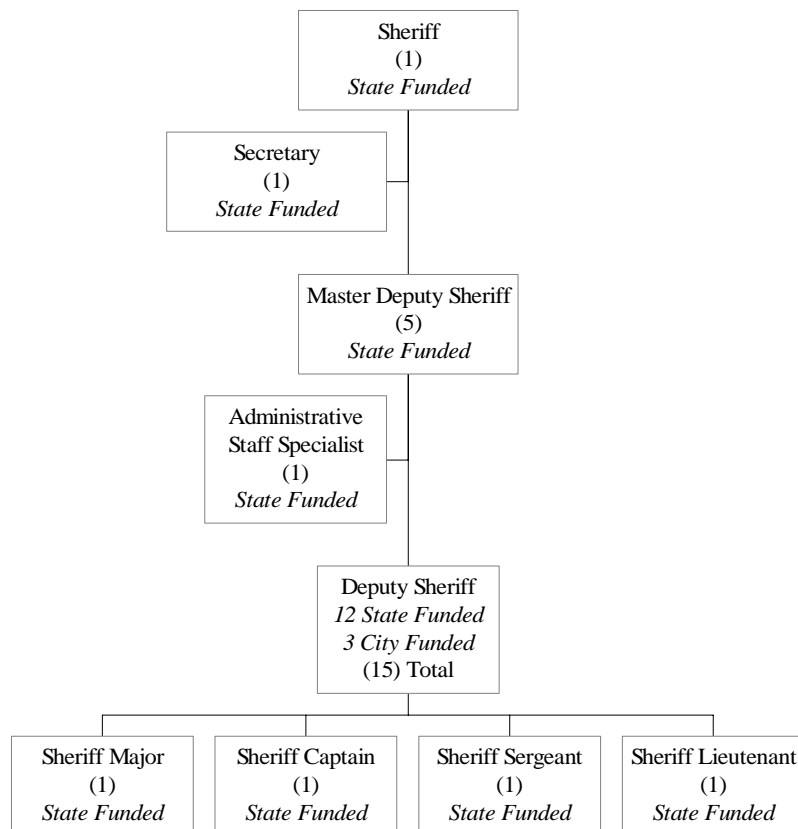 Sheriff
(1)
State Funded
Secretary
(1)
State Funded
Master Deputy Sheriff
(5)
State Funded
Administrative
Staff Specialist
(1)
State Funded
Deputy Sheriff
12 State Funded
3 City Funded
(15) Total
Sheriff Major
(1)
State Funded
Sheriff Captain
(1)
State Funded
Sheriff Sergeant
(1)
State Funded
Sheriff Lieutenant
(1)
State Funded